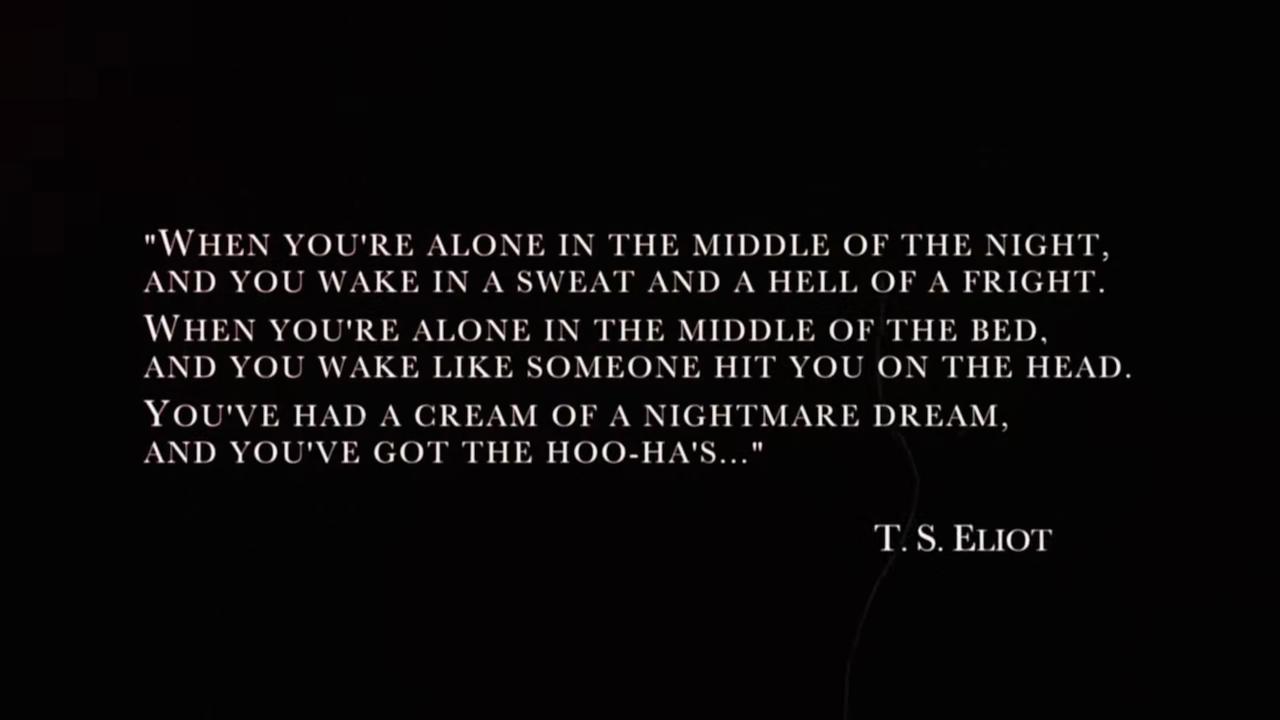 "When you're alone in the middle of the night,
and you wake in a sweat and a hell of a fright.
When you're alone in the middle of the bed,
and you wake like someone hit you on the head.
You've had a cream of a nightmare dream,
and you've got the hoo-ha's..."
T. S. Eliot